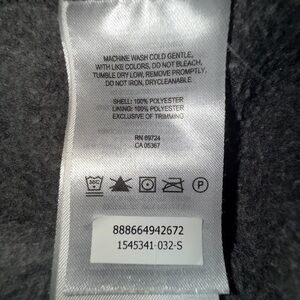 MACHINE WASH COLD GENTLE,
WITH LIKE COLORS, DO NOT BLEACH,
TUMBLE DRY LOW, REMOVE PROMPTLY,
DO NOT IRON, DRYCLEANABLE
SHELL: 100% POLYESTER
LINING: 100% POLYESTER
EXCLUSIVE OF TRIMMING
RN 69724
CA 05367
P
888664942672
1545341-032-S